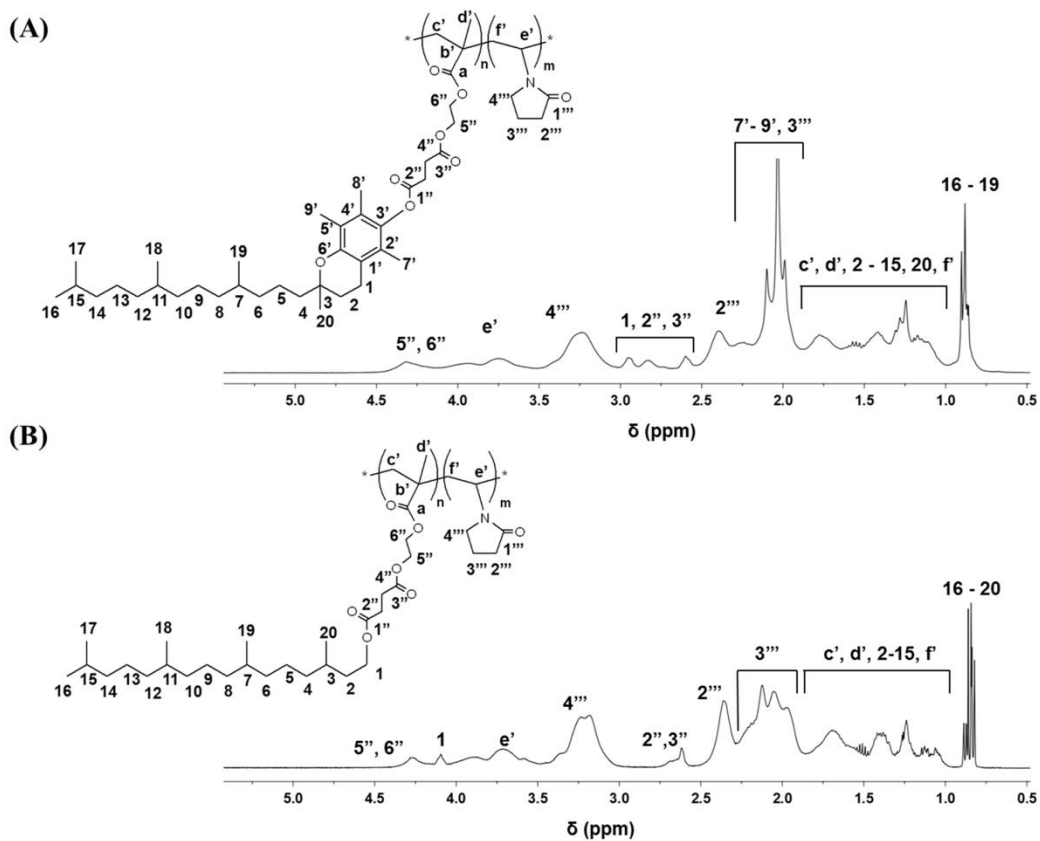 (A)
*
c'
d'
f'
e'
*
b'
n
m
a
O
O
N
O
6”
4”’
1”’
5”
3”’
2”’
O
4”
O
3”
2”
O
1”
8'
O
9'
4'
3'
5'
2'
7'
6'
1'
O
1
17
18
19
16
15
14
13
12
11
10
9
8
7
6
5
4
3
2
20
5”, 6”
e’
4”’
1, 2”, 3”
2”’
7’- 9’, 3”’
c’, d’, 2 - 15, 20, f’
16 - 19
5.0
4.5
4.0
3.5
3.0
2.5
2.0
1.5
1.0
0.5
δ (ppm)
(B)
*
c'
d'
f'
e'
*
b'
n
m
a
O
O
N
O
6”
4”’
1”’
5”
3”’
2”’
O
4”
O
3”
2”
O
1”
O
17
18
19
20
16
15
14
13
12
11
10
9
8
7
6
5
4
3
2
1
5”, 6”
1
e’
4”’
2”,3”
2”’
3”’
c’, d’, 2-15, f’
16 - 20
5.0
4.5
4.0
3.5
3.0
2.5
2.0
1.5
1.0
0.5
δ (ppm)